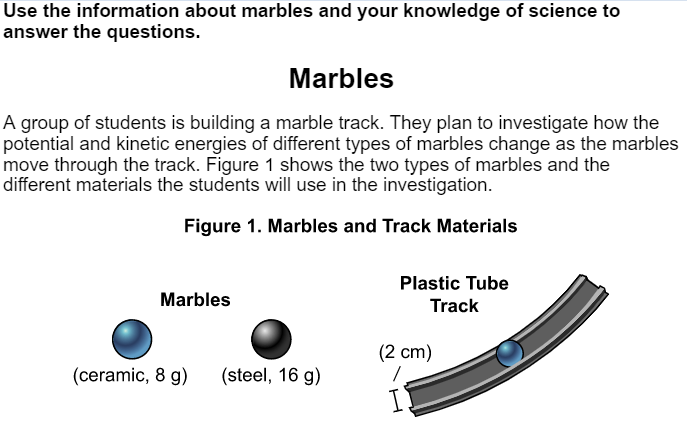 Use the information about marbles and your knowledge of science to
answer the questions.
Marbles
A group of students is building a marble track. They plan to investigate how the
potential and kinetic energies of different types of marbles change as the marbles
move through the track. Figure 1 shows the two types of marbles and the
different materials the students will use in the investigation.
Figure 1. Marbles and Track Materials
Marbles
(ceramic, 8 g)
(steel, 16 g)
Plastic Tube
Track
(2 cm)